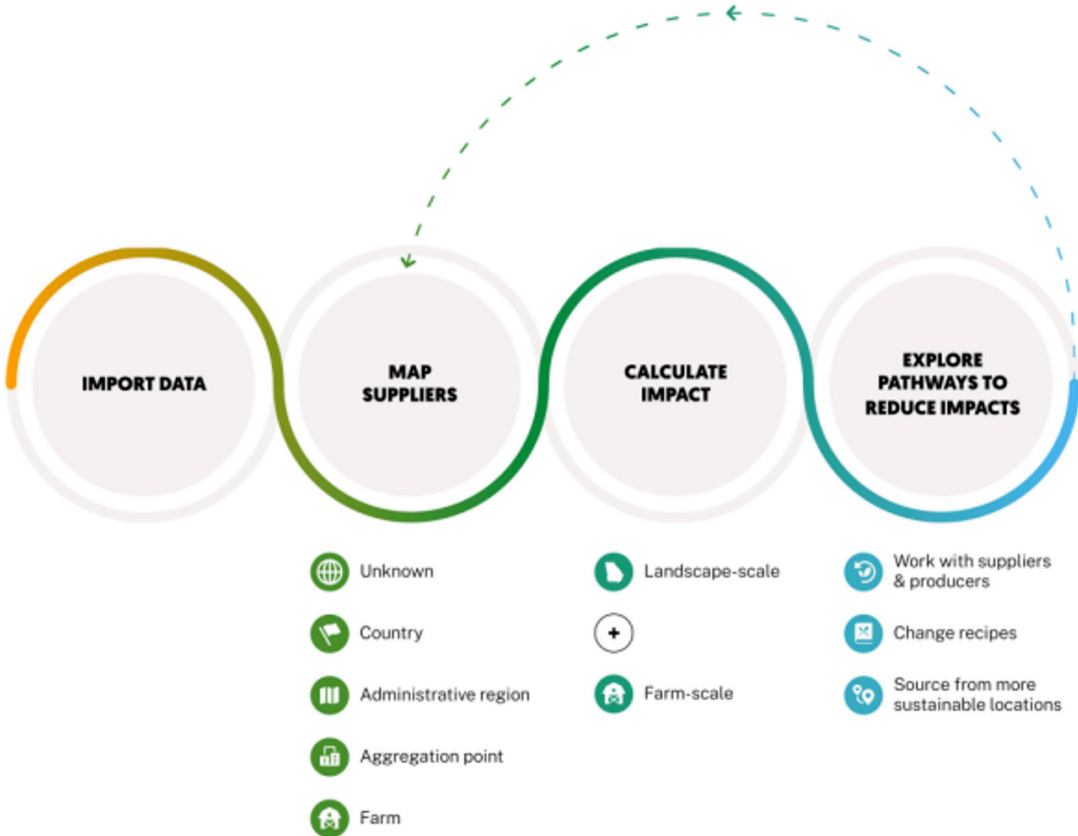 IMPORT DATA
MAP
SUPPLIERS
CALCULATE
IMPACT
EXPLORE
PATHWAYS TO
REDUCE IMPACTS
Unknown
Country
Administrative region
Aggregation point
Farm
Landscape-scale
+
Farm-scale
Work with suppliers
& producers
Change recipes
Source from more
sustainable locations